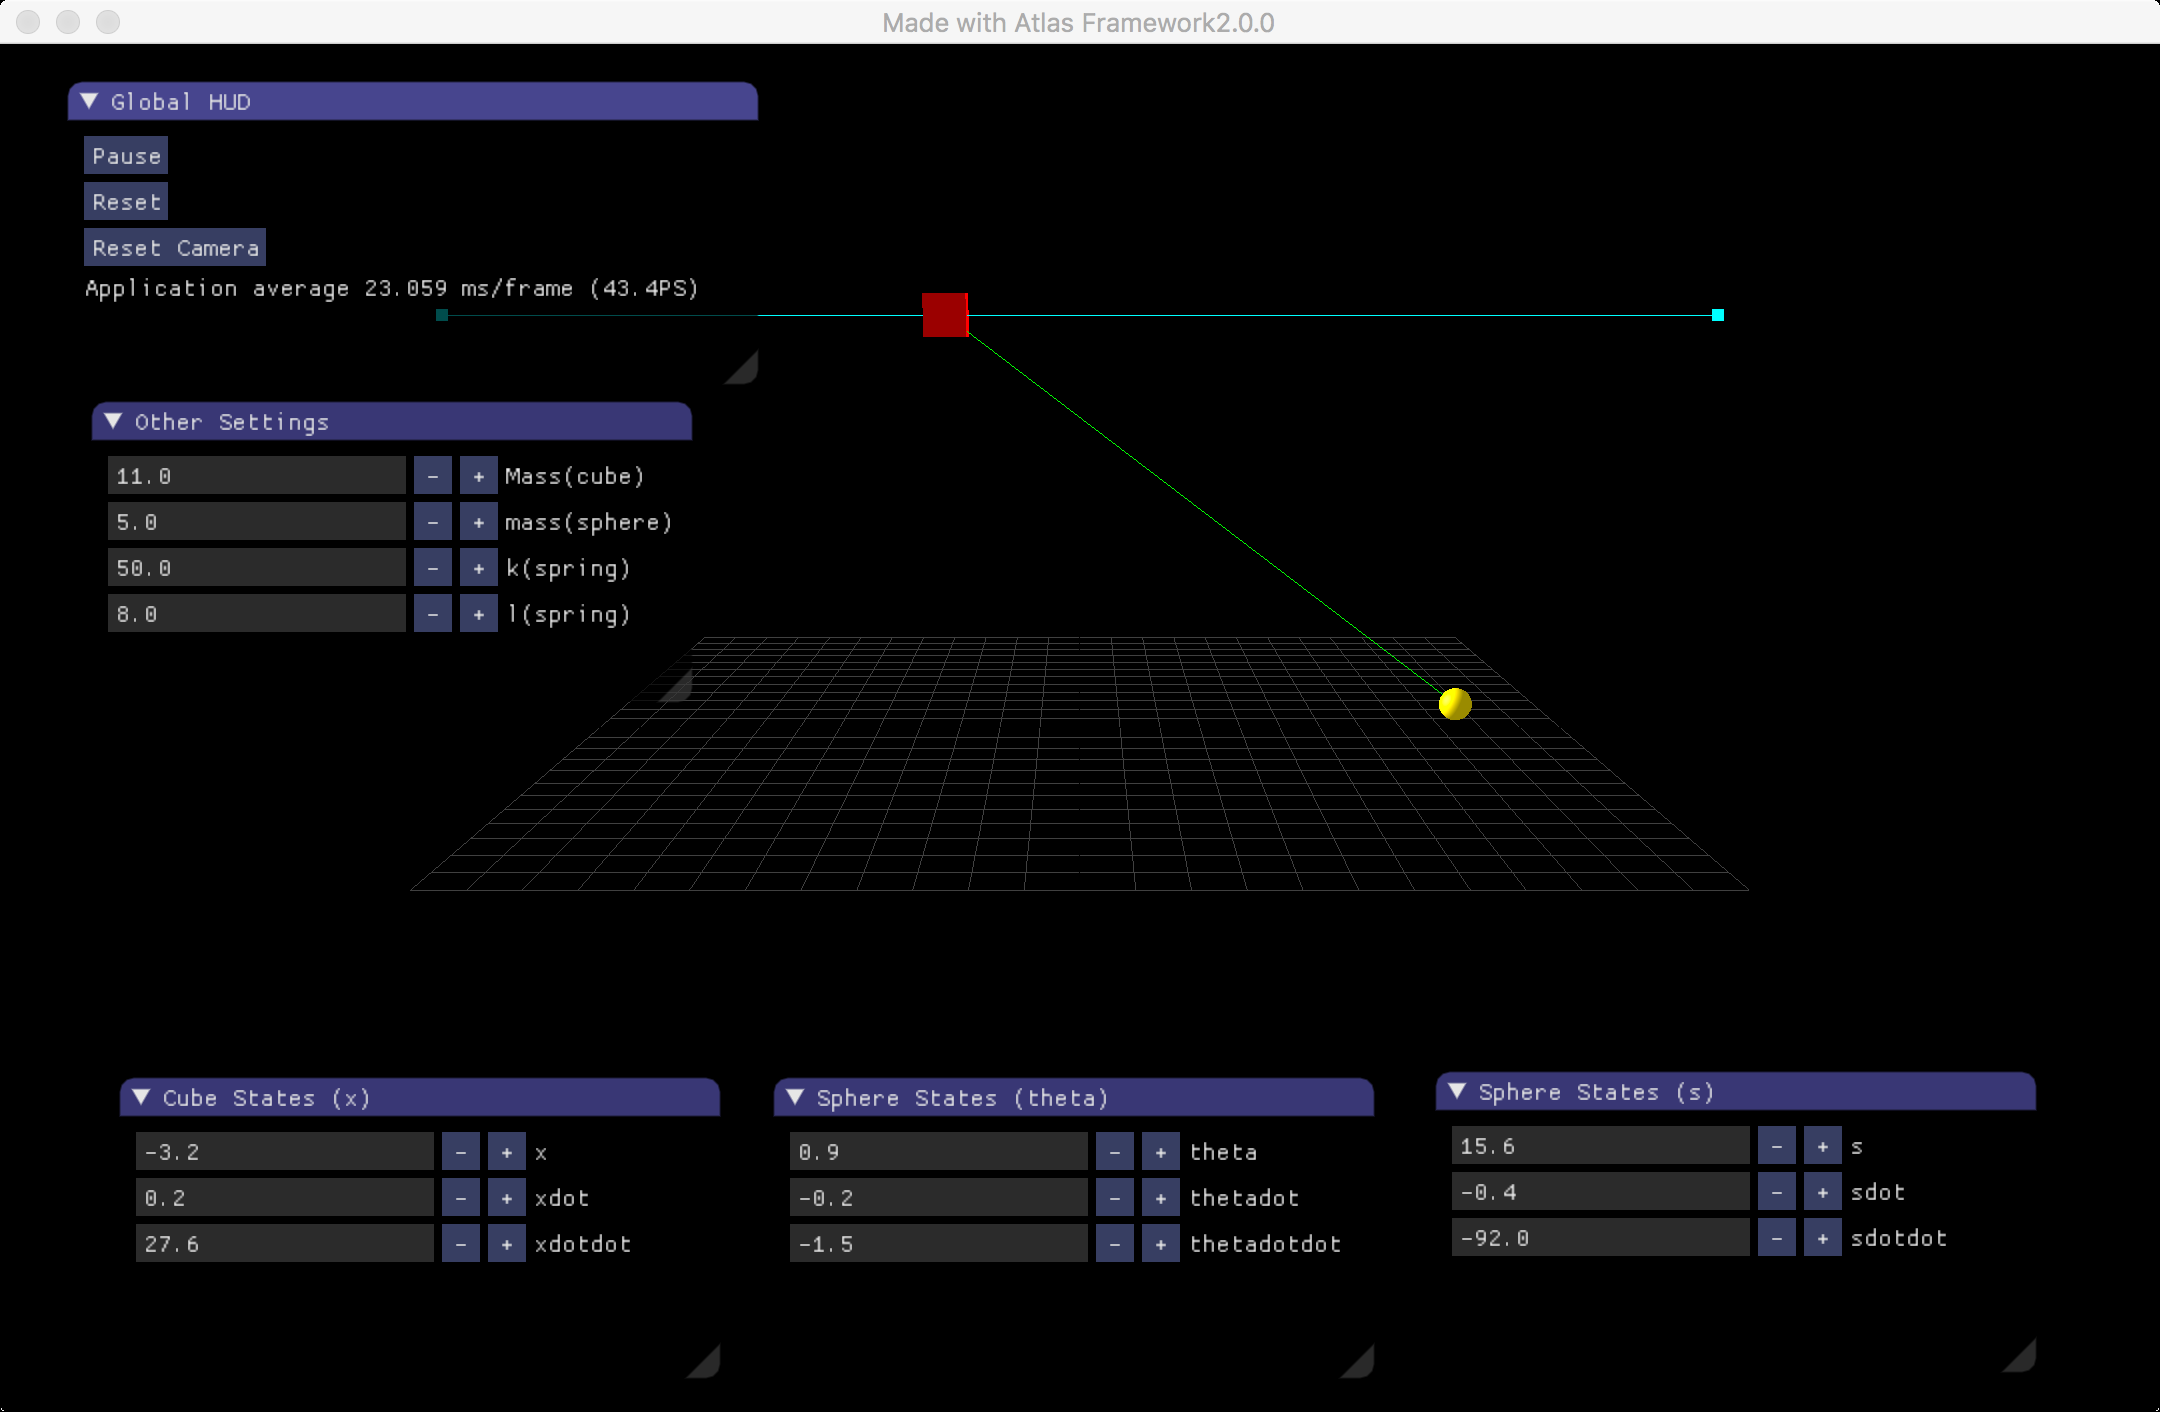 Made with Atlas Framework2.0.0
Global HUD
Pause
Reset
Reset Camera
Application average 23.059 ms/frame (43.4PS)
Other Settings
11.0 - + Mass(cube)
5.0 - + mass(sphere)
50.0 - + k(spring)
8.0 - + l(spring)
Cube States (x)
-3.2 - + x
0.2 - + xdot
27.6 - + xdotdot
Sphere States (theta)
0.9 - + theta
-0.2 - + thetadot
-1.5 - + thetadotdot
Sphere States (s)
15.6 - + s
-0.4 - + sdot
-92.0 - + sdotdot